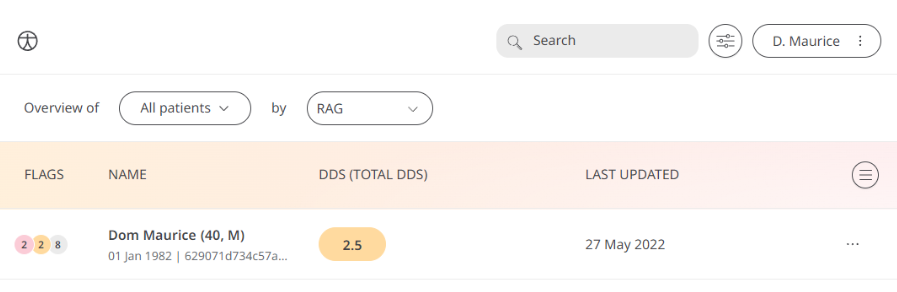 Search
D. Maurice
Overview of All patients by RAG
FLAGS NAME DDS (TOTAL DDS) LAST UPDATED
2 2 8 Dom Maurice (40, M) 2.5 27 May 2022
01 Jan 1982 | 629071d734c57a...